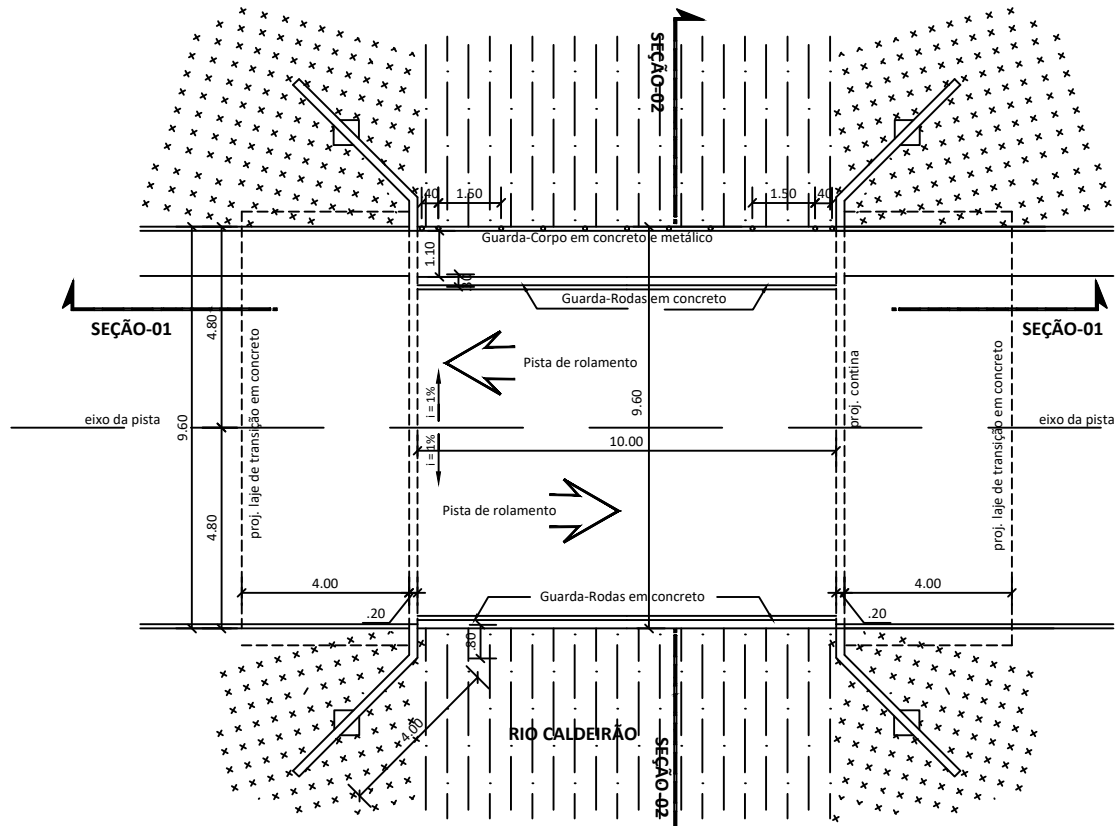 SEÇÃO-02
.40
1.50
1.50
.40
Guarda-Corpo em concreto e metálico
1.10
.30
Guarda-Rodas em concreto
SEÇÃO-01
SEÇÃO-01
4.80
proj. laje de transição em concreto
Pista de rolamento
i = 1%
9.60
proj. contina
proj. laje de transição em concreto
eixo da pista
9.60
eixo da pista
i = 1%
10.00
Pista de rolamento
4.80
4.00
4.00
.20
Guarda-Rodas em concreto
.20
.80
4.00
RIO CALDEIRÃO
SEÇÃO-02